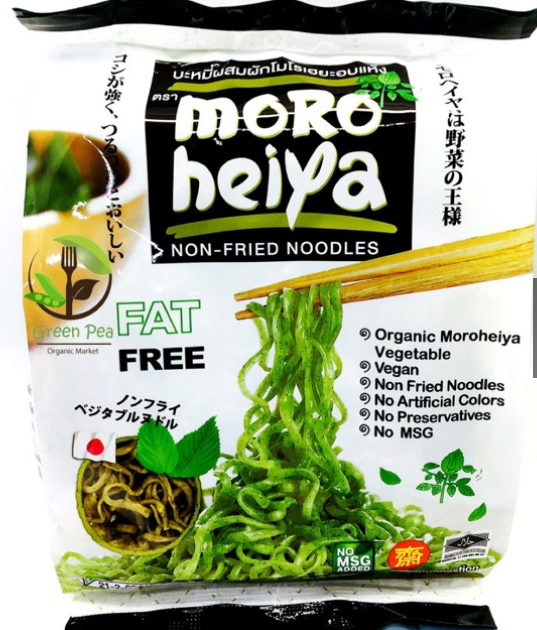 บะหมี่ผสมผักโมโรเฮยะอบแห้ง
ตรา
moRo
heiya
NON-FRIED NOODLES
コシが強く、つる
おいしい
ロヘイヤは野菜の王様
Green Pea
Organic Market
FAT
FREE
Organic Moroheiya
Vegetable
Vegan
Non Fried Noodles
No Artificial Colors
No Preservatives
No MSG
ノンフライ
ベジタブルヌードル
NO
MSG
ADDED